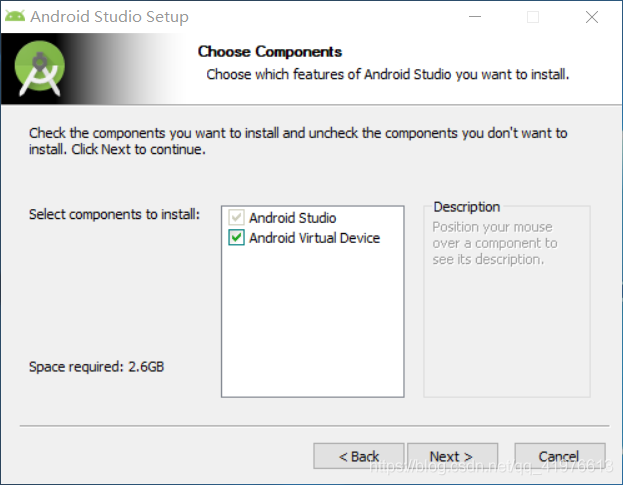 Android Studio Setup
Choose Components
Choose which features of Android Studio you want to install.
Check the components you want to install and uncheck the components you don't want to
install. Click Next to continue.
Select components to install:
Android Studio
Android Virtual Device
Description
Position your mouse
over a component to
see its description.
Space required: 2.6GB
< Back
Next >
Cancel
https://blog.csdn.net/qq_41976613